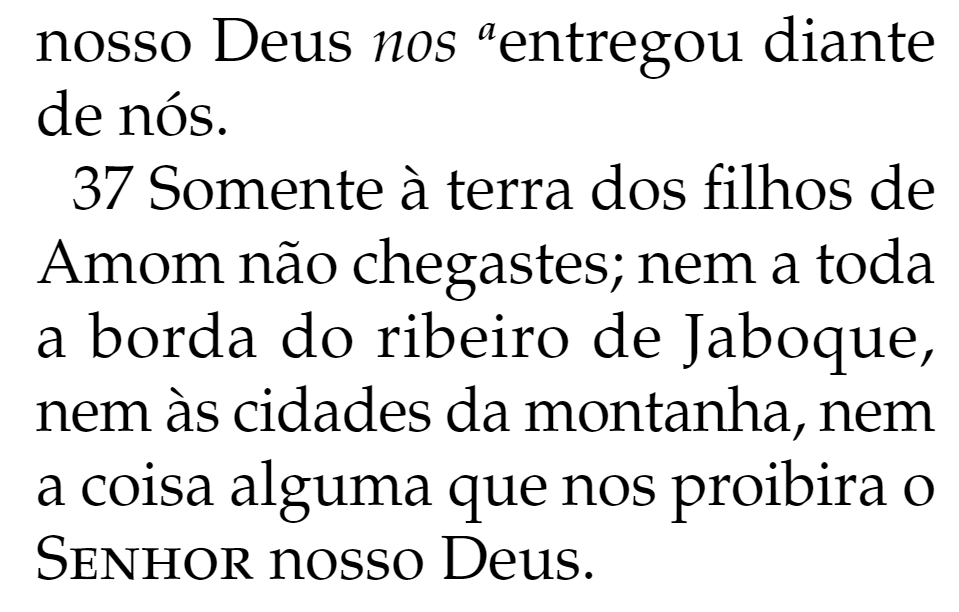 nosso Deus nos ªentregou diante
de nós.
37 Somente à terra dos filhos de
Amom não chegastes; nem a toda
a borda do ribeiro de Jaboque,
nem às cidades da montanha, nem
a coisa alguma que nos proibira o
SENHOR nosso Deus.